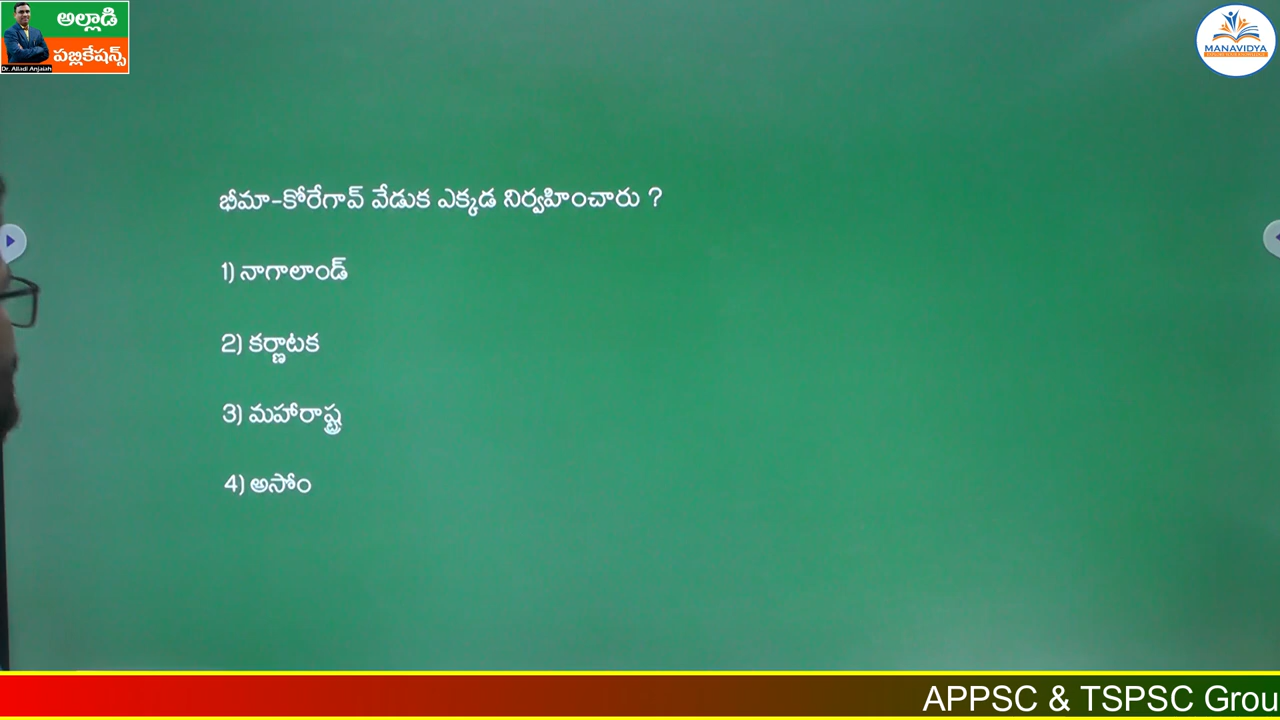 అల్లాడి
పబ్లికేషన్స్
Dr. Alladi Anjaiah
MANAVIDYA
భీమా-కోరేగావ్ వేడుక ఎక్కడ నిర్వహించారు ?
1) నాగాలాండ్
2) కర్ణాటక
3) మహారాష్ట్ర
4) అసోం
APPSC & TSPSC Grou